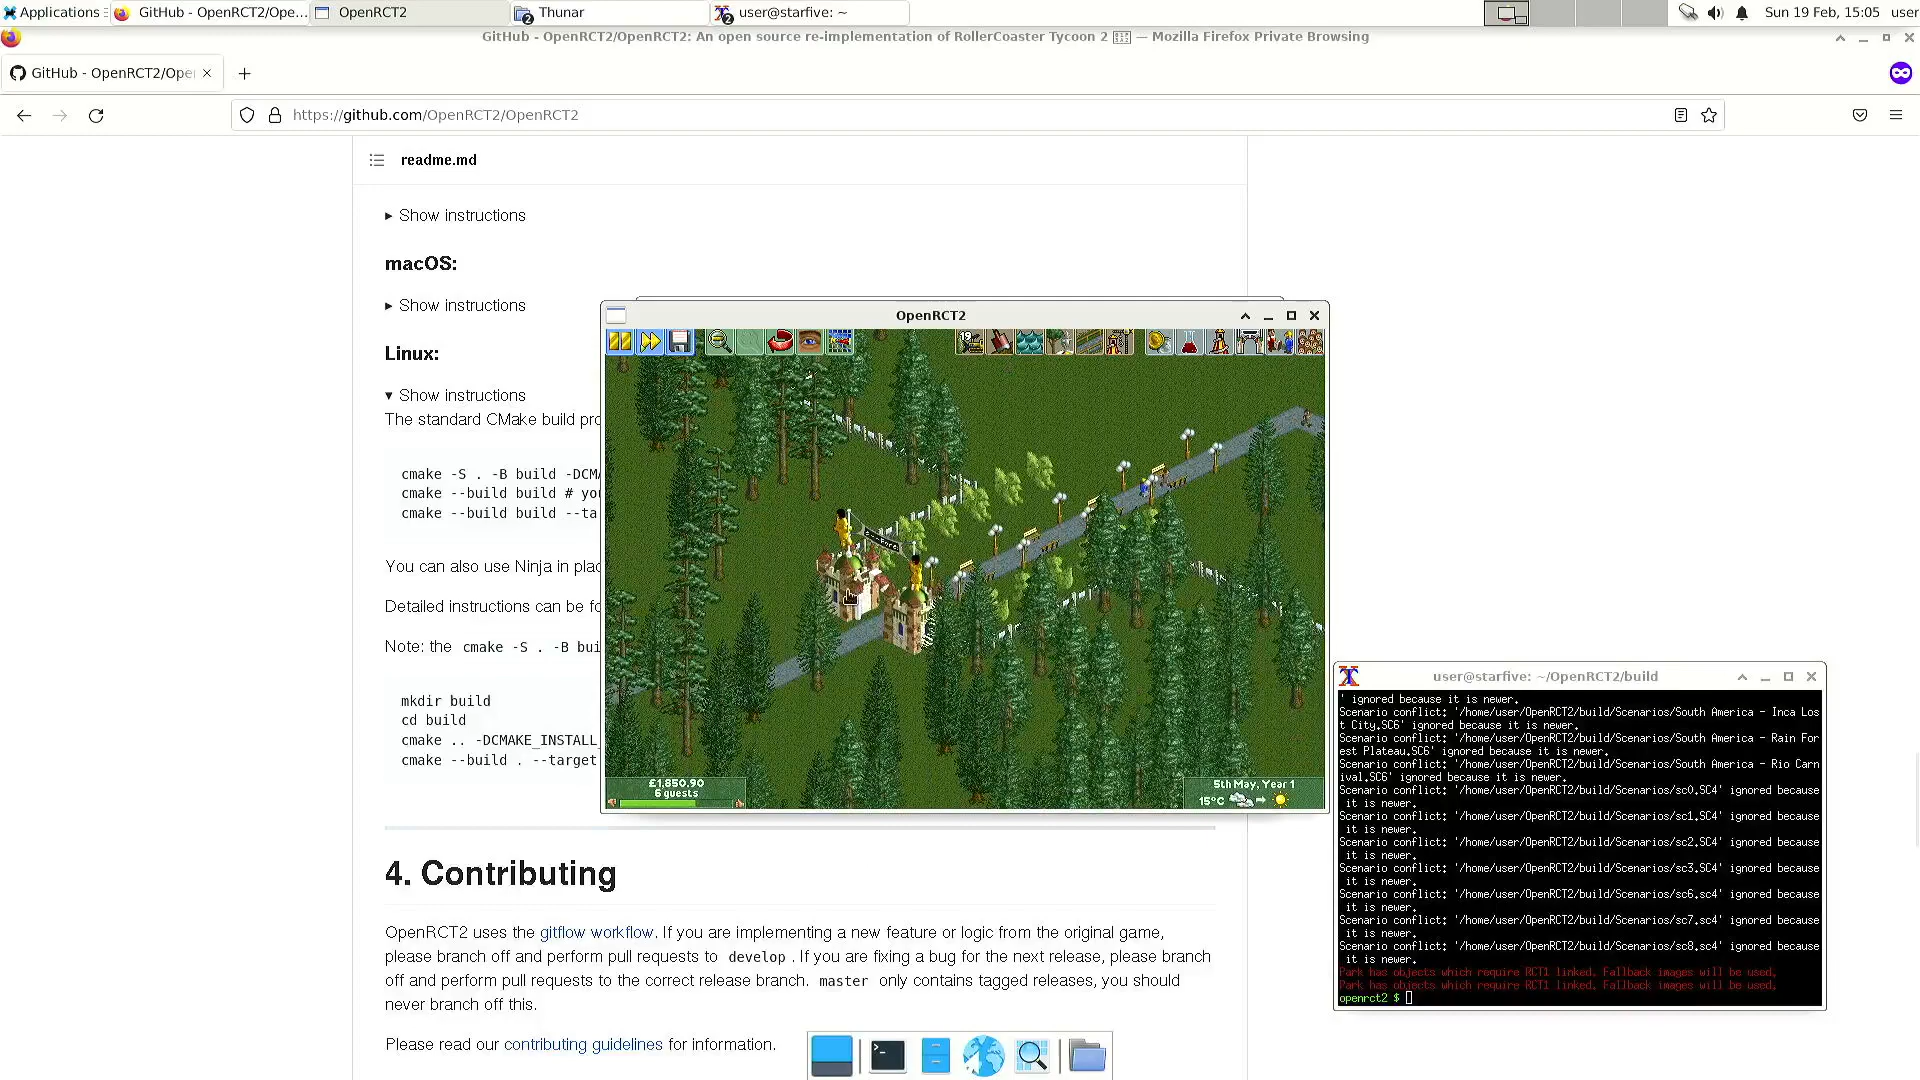 Applications
GitHub - OpenRCT2/Ope...
OpenRCT2
2
Thunar
2
user@starfive: ~
Sun 19 Feb, 15:05
user
GitHub - OpenRCT2/OpenRCT2: An open source re-implementation of RollerCoaster Tycoon 2 — Mozilla Firefox Private Browsing
GitHub - OpenRCT2/Ope
https://github.com/OpenRCT2/OpenRCT2
readme.md
Show instructions
macOS:
Show instructions
Linux:
Show instructions
The standard CMake build pro
cmake -S . -B build -DCMA
cmake --build build # yo
cmake --build build --ta
You can also use Ninja in plac
Detailed instructions can be fo
Note: the cmake -S . -B bui
mkdir build
cd build
cmake .. -DCMAKE_INSTALL_
cmake --build . --target
OpenRCT2
£1,850.90
6 guests
5th May, Year 1
15°C
4. Contributing
OpenRCT2 uses the gitflow workflow. If you are implementing a new feature or logic from the original game,
please branch off and perform pull requests to develop . If you are fixing a bug for the next release, please branch
off and perform pull requests to the correct release branch. master only contains tagged releases, you should
never branch off this.
Please read our contributing guidelines for information.
user@starfive: ~/OpenRCT2/build
' ignored because it is newer.
Scenario conflict: '/home/user/OpenRCT2/build/Scenarios/South America - Inca Los
t City.SC6' ignored because it is newer.
Scenario conflict: '/home/user/OpenRCT2/build/Scenarios/South America - Rain For
est Plateau.SC6' ignored because it is newer.
Scenario conflict: '/home/user/OpenRCT2/build/Scenarios/South America - Rio Carn
ival.SC6' ignored because it is newer.
Scenario conflict: '/home/user/OpenRCT2/build/Scenarios/sc0.SC4' ignored because
it is newer.
Scenario conflict: '/home/user/OpenRCT2/build/Scenarios/sc1.SC4' ignored because
it is newer.
Scenario conflict: '/home/user/OpenRCT2/build/Scenarios/sc2.SC4' ignored because
it is newer.
Scenario conflict: '/home/user/OpenRCT2/build/Scenarios/sc3.SC4' ignored because
it is newer.
Scenario conflict: '/home/user/OpenRCT2/build/Scenarios/sc6.sc4' ignored because
it is newer.
Scenario conflict: '/home/user/OpenRCT2/build/Scenarios/sc7.sc4' ignored because
it is newer.
Scenario conflict: '/home/user/OpenRCT2/build/Scenarios/sc8.sc4' ignored because
it is newer.
Park has objects which require RCT1 linked. Fallback images will be used.
Park has objects which require RCT1 linked. Fallback images will be used.
openrct2 $